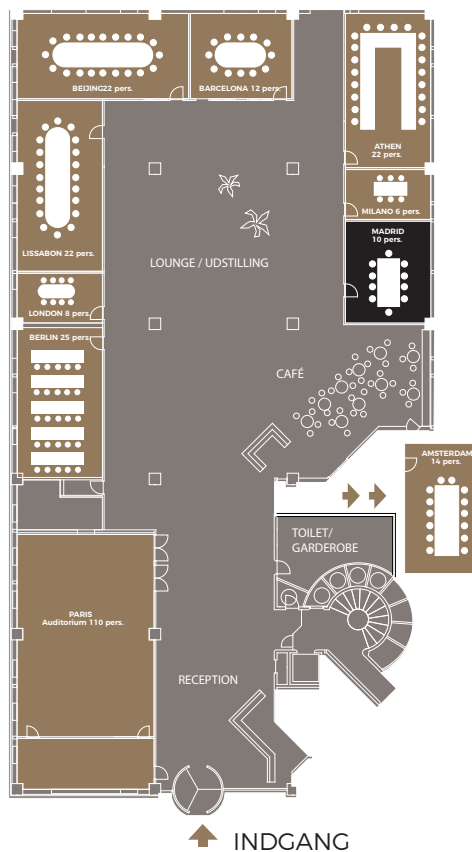 BEIJING22 pers.
BARCELONA 12 pers.
ATHEN
22 pers.
MILANO 6 pers.
MADRID
10 pers.
LISSABON 22 pers.
LOUNGE / UDSTILLING
LONDON 8 pers.
BERLIN 25 pers.
CAFÉ
AMSTERDAM
14 pers.
TOILET/
GARDEROBE
PARIS
Auditorium 110 pers.
RECEPTION
INDGANG